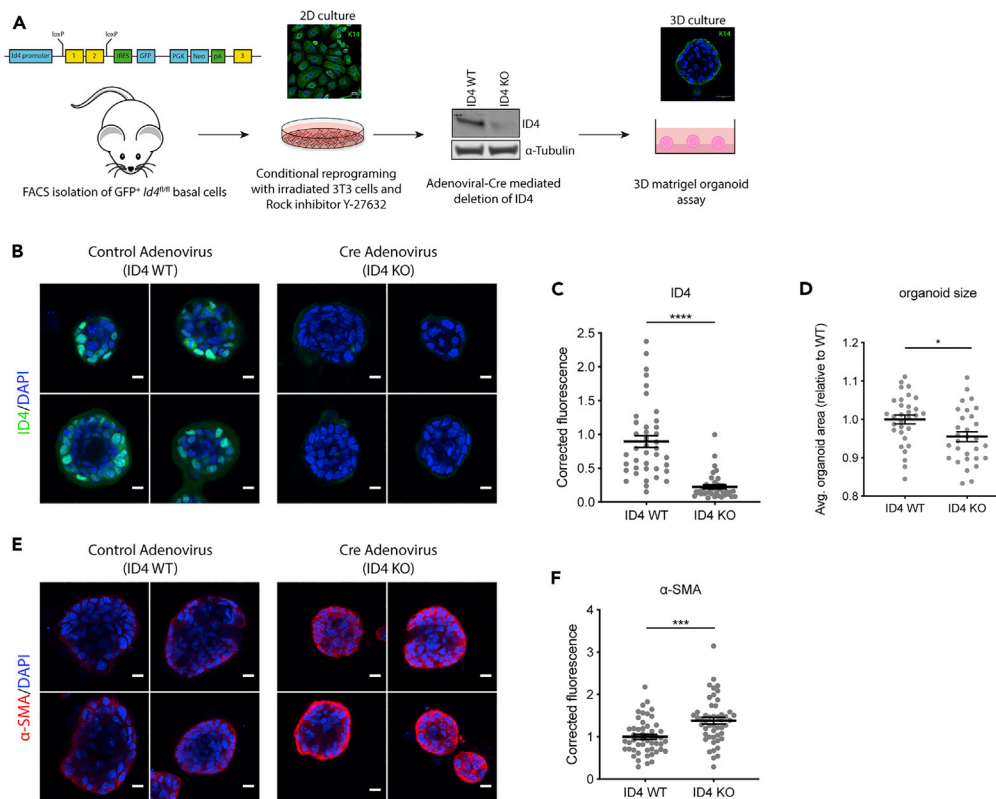 A
loxP
loxP
Id4 promoter
1
2
IRES
GFP
PGK
Neo
pA
3
2D culture
K14
3D culture
K14
ID4 WT
ID4 KO
ID4
α-Tubulin
FACS isolation of GFP⁺ Id4fl/fl basal cells
Conditional reprograming
with irradiated 3T3 cells and
Rock inhibitor Y-27632
Adenoviral-Cre mediated
deletion of ID4
3D matrigel organoid
assay
B
Control Adenovirus
(ID4 WT)
Cre Adenovirus
(ID4 KO)
ID4/DAPI
C
ID4
****
Corrected fluorescence
2.5
2.0
1.5
1.0
0.5
0.0
ID4 WT
ID4 KO
D
organoid size
*
Avg. organoid area (relative to WT)
1.2
1.1
1.0
0.9
0.8
ID4 WT
ID4 KO
E
Control Adenovirus
(ID4 WT)
Cre Adenovirus
(ID4 KO)
α-SMA/DAPI
F
α-SMA
***
Corrected fluorescence
4
3
2
1
0
ID4 WT
ID4 KO